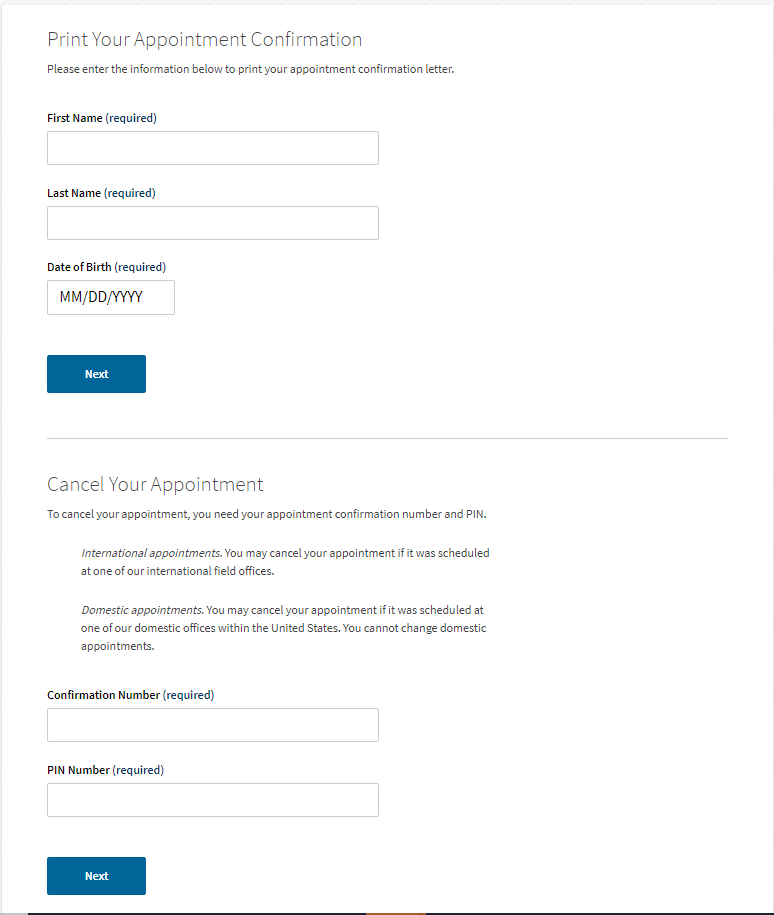 Print Your Appointment Confirmation
Please enter the information below to print your appointment confirmation letter.
First Name (required)
Last Name (required)
Date of Birth (required)
MM/DD/YYYY
Next
Cancel Your Appointment
To cancel your appointment, you need your appointment confirmation number and PIN.
International appointments. You may cancel your appointment if it was scheduled
at one of our international field offices.
Domestic appointments. You may cancel your appointment if it was scheduled at
one of our domestic offices within the United States. You cannot change domestic
appointments.
Confirmation Number (required)
PIN Number (required)
Next